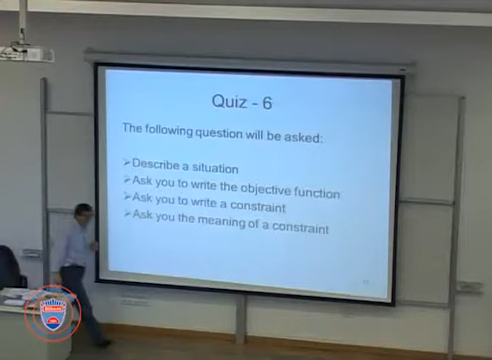 Quiz - 6
The following question will be asked:
➢Describe a situation
➢Ask you to write the objective function
➢Ask you to write a constraint
➢Ask you the meaning of a constraint